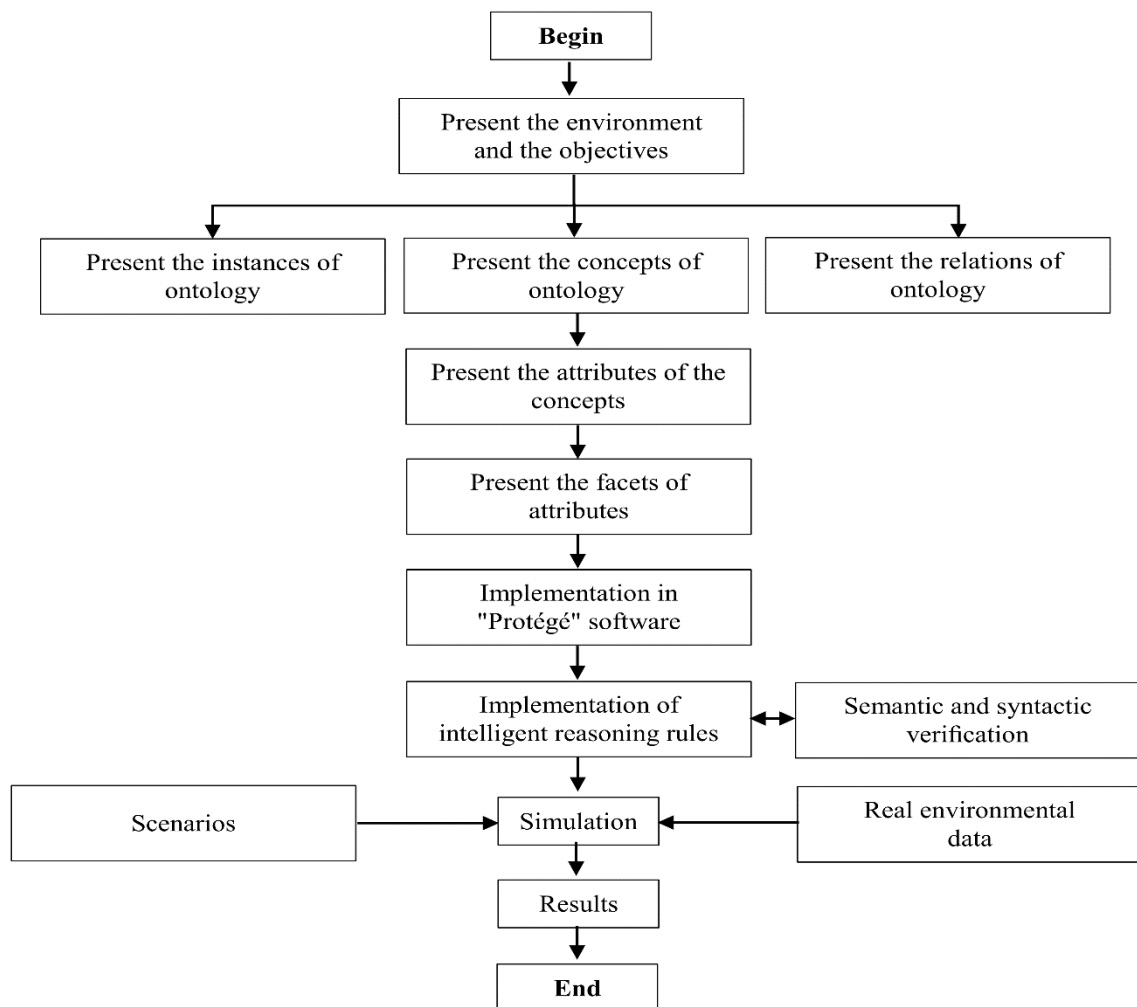 Begin
Present the environment
and the objectives
Present the instances of
ontology
Present the concepts of
ontology
Present the relations of
ontology
Present the attributes of the
concepts
Present the facets of
attributes
Implementation in
"Protégé" software
Implementation of
intelligent reasoning rules
Semantic and syntactic
verification
Scenarios
Simulation
Real environmental
data
Results
End